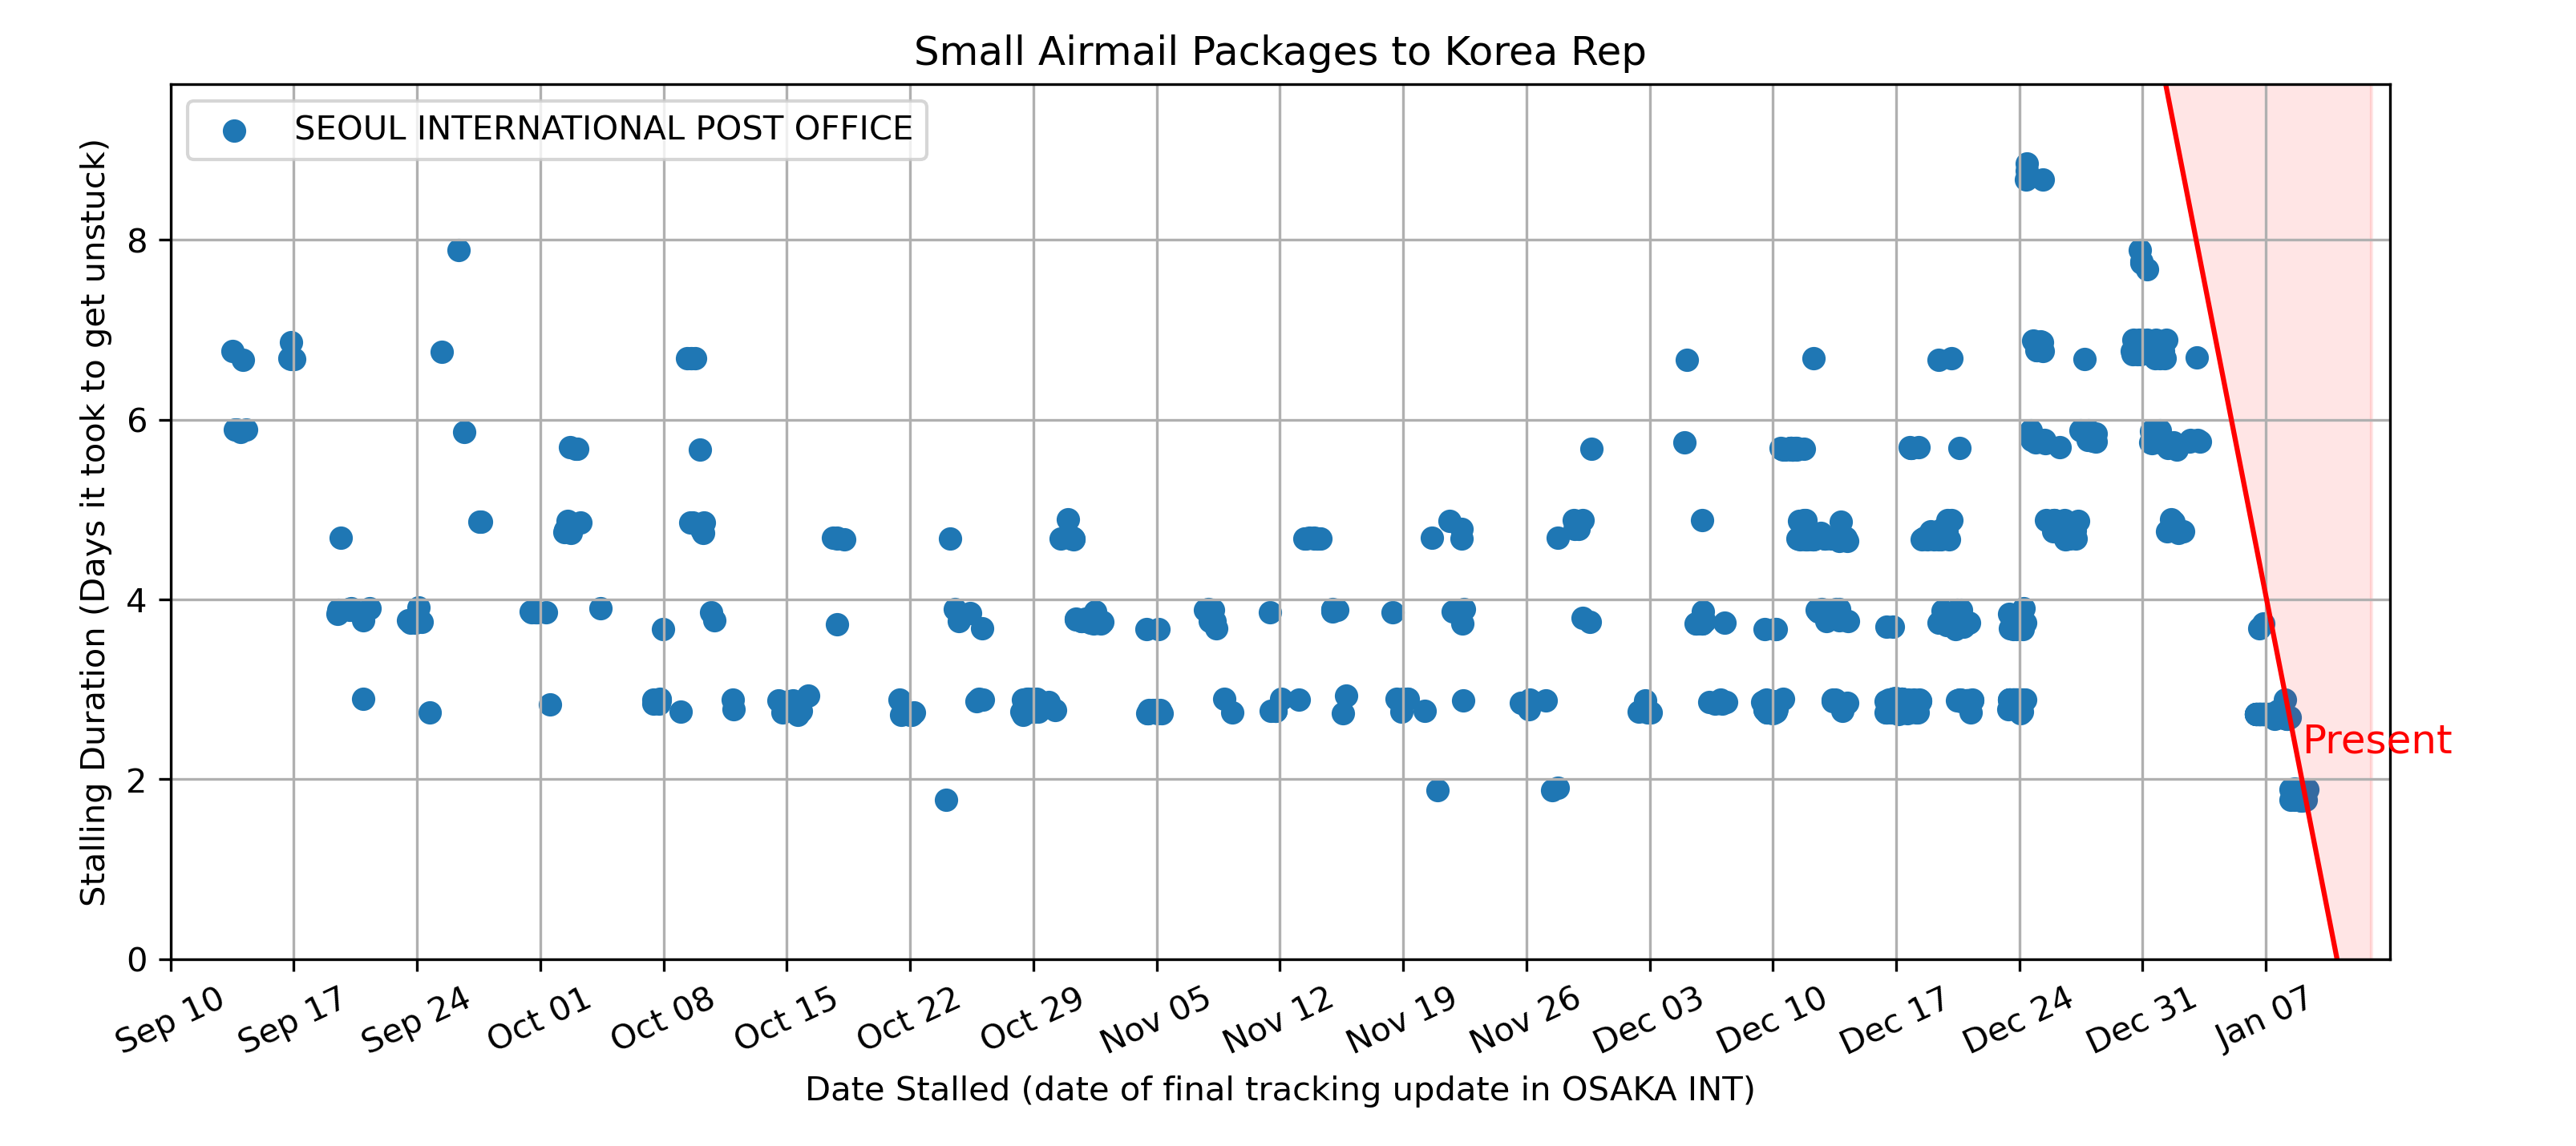 Small Airmail Packages to Korea Rep
SEOUL INTERNATIONAL POST OFFICE
Stalling Duration (Days it took to get unstuck)
8
6
4
2
0
Present
Sep 10
Sep 17
Sep 24
Oct 01
Oct 08
Oct 15
Oct 22
Oct 29
Nov 05
Nov 12
Nov 19
Nov 26
Dec 03
Dec 10
Dec 17
Dec 24
Dec 31
Jan 07
Date Stalled (date of final tracking update in OSAKA INT)